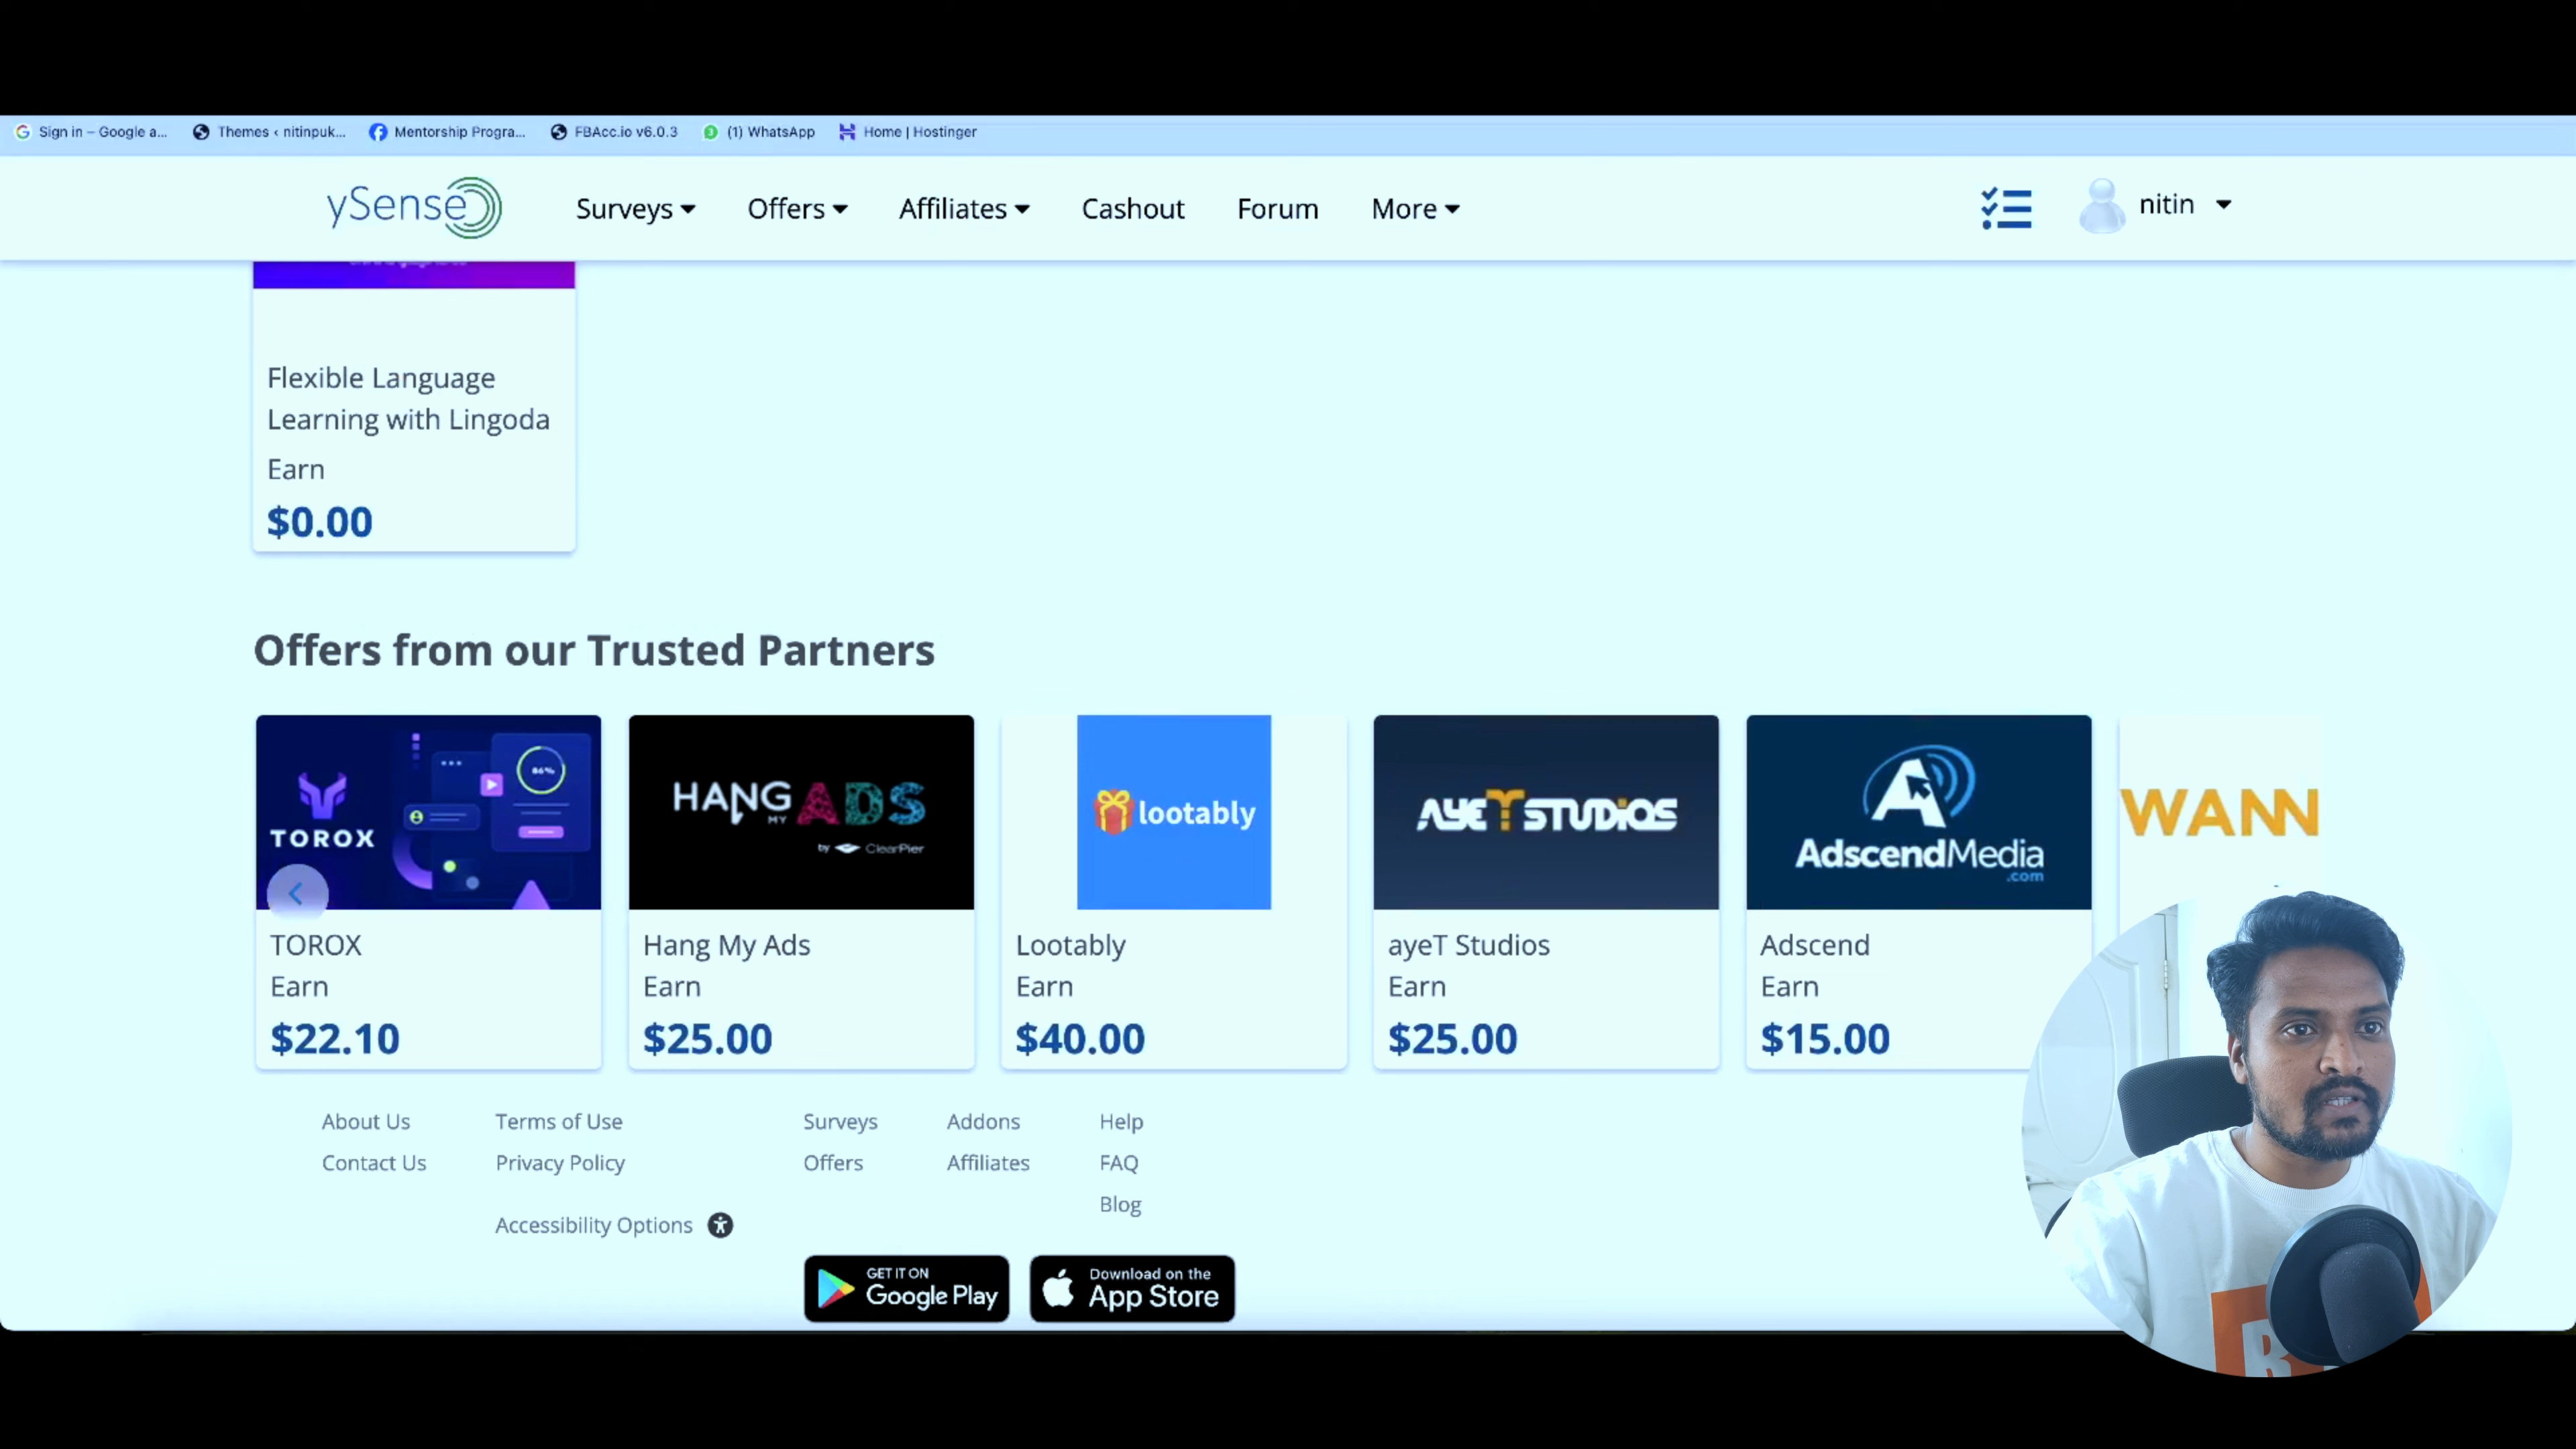 Sign in – Google a... Themes ‹ nitinpuk... Mentorship Progra... FBAcc.io v6.0.3 (1) WhatsApp Home | Hostinger
ySense Surveys Offers Affiliates Cashout Forum More nitin
Flexible Language
Learning with Lingoda
Earn
$0.00
Offers from our Trusted Partners
TOROX
86%
HANG MY ADS
by ClearPier
lootably
AYETSTUDIOS
AdscendMedia
.com
WANN
TOROX Hang My Ads Lootably ayeT Studios Adscend
Earn Earn Earn Earn Earn
$22.10 $25.00 $40.00 $25.00 $15.00
About Us Terms of Use Surveys Addons Help
Contact Us Privacy Policy Offers Affiliates FAQ
Blog
Accessibility Options
GET IT ON
Google Play
Download on the
App Store